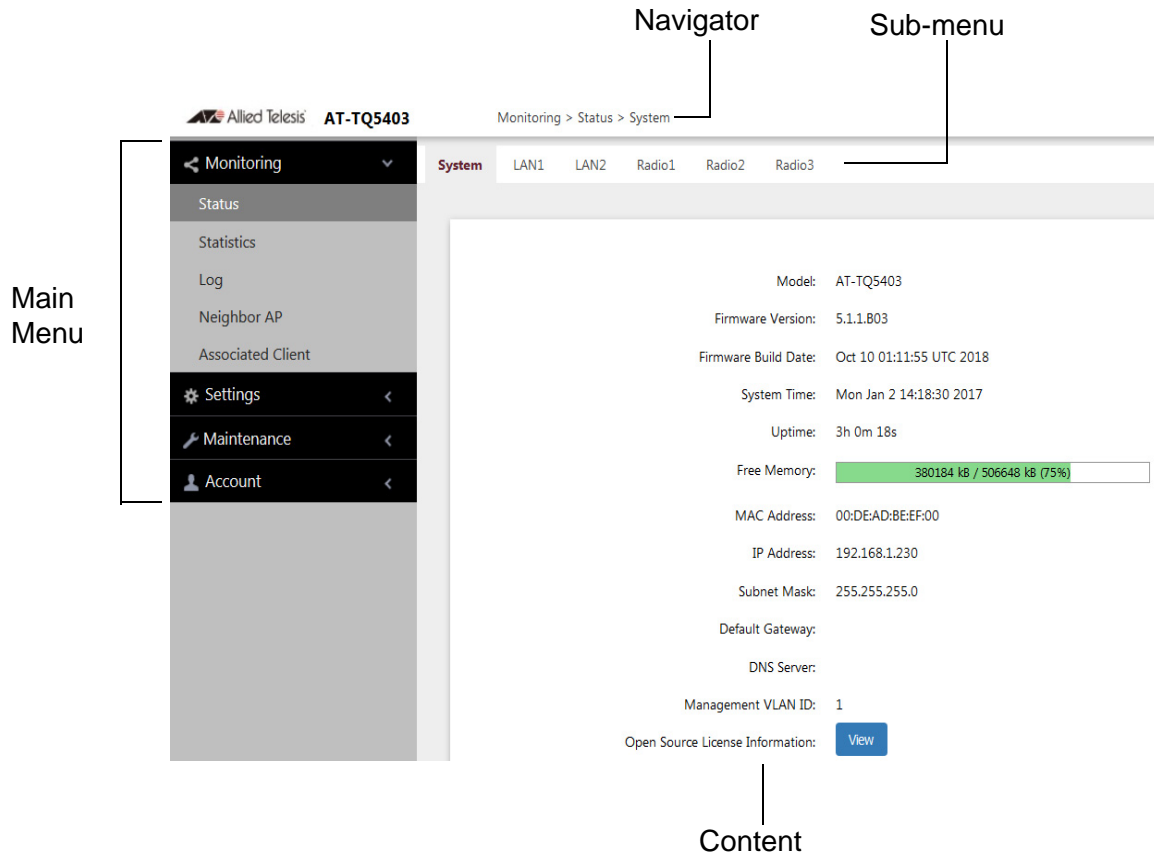 Navigator
Sub-menu
Allied Telesis AT-TQ5403
Monitoring > Status > System
Main
Menu
Monitoring
Status
Statistics
Log
Neighbor AP
Associated Client
Settings
Maintenance
Account
System LAN1 LAN2 Radio1 Radio2 Radio3
Model: AT-TQ5403
Firmware Version: 5.1.1.B03
Firmware Build Date: Oct 10 01:11:55 UTC 2018
System Time: Mon Jan 2 14:18:30 2017
Uptime: 3h 0m 18s
Free Memory: 380184 kB / 506648 kB (75%)
MAC Address: 00:DE:AD:BE:EF:00
IP Address: 192.168.1.230
Subnet Mask: 255.255.255.0
Default Gateway:
DNS Server:
Management VLAN ID: 1
Open Source License Information: View
Content